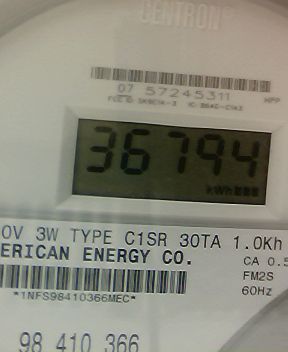 CENTRON
07 57245311
36794
kWh
0V 3W TYPE C1SR 30TA 1.0Kh
ERICAN ENERGY CO.
CA 0.5
FM2S
*1NFS98410366MEC*
60Hz
98 410 366